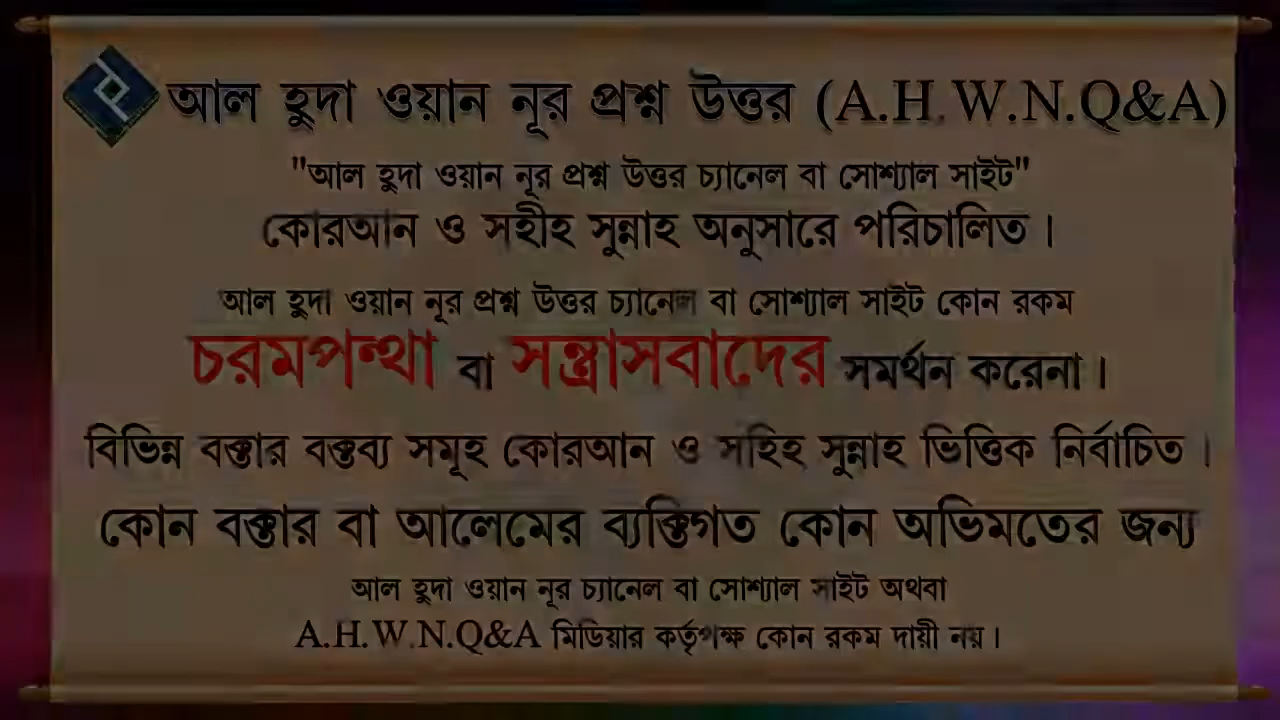 আল হুদা ওয়ান নূর প্রশ্ন উত্তর (A.H.W.N.Q&A)
"আল হুদা ওয়ান নূর প্রশ্ন উত্তর চ্যানেল বা সোশ্যাল সাইট"
কোরআন ও সহীহ সুন্নাহ অনুসারে পরিচালিত ।
আল হুদা ওয়ান নূর প্রশ্ন উত্তর চ্যানেল বা সোশ্যাল সাইট কোন রকম
চরমপন্থা বা সন্ত্রাসবাদের সমর্থন করেনা ।
বিভিন্ন বক্তার বক্তব্য সমূহ কোরআন ও সহিহ সুন্নাহ ভিত্তিক নির্বাচিত ।
কোন বক্তার বা আলেমের ব্যক্তিগত কোন অভিমতের জন্য
আল হুদা ওয়ান নূর চ্যানেল বা সোশ্যাল সাইট অথবা
A.H.W.N.Q&A মিডিয়ার কর্তৃপক্ষ কোন রকম দায়ী নয় ।